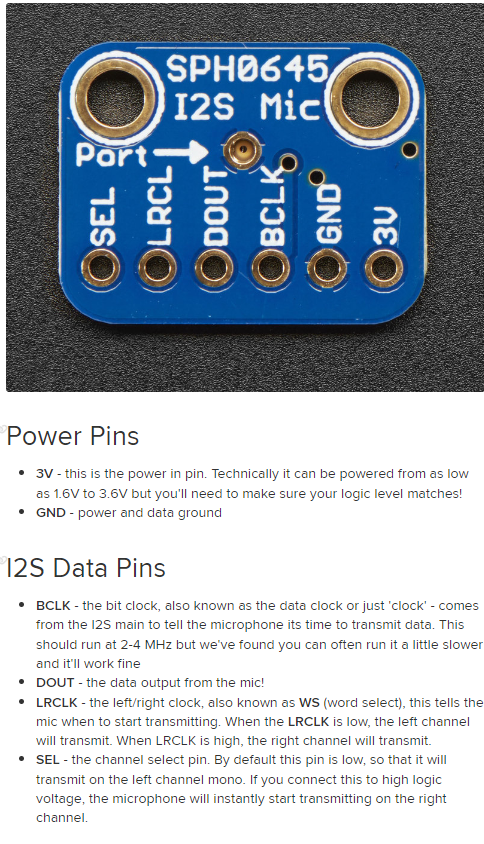 SPH0645
I2S Mic
Port
SEL
LRCL
DOUT
BCLK
GND
3V
Power Pins
3V - this is the power in pin. Technically it can be powered from as low
as 1.6V to 3.6V but you'll need to make sure your logic level matches!
GND - power and data ground
I2S Data Pins
BCLK - the bit clock, also known as the data clock or just 'clock' - comes
from the I2S main to tell the microphone its time to transmit data. This
should run at 2-4 MHz but we've found you can often run it a little slower
and it'll work fine
DOUT - the data output from the mic!
LRCLK - the left/right clock, also known as WS (word select), this tells the
mic when to start transmitting. When the LRCLK is low, the left channel
will transmit. When LRCLK is high, the right channel will transmit.
SEL - the channel select pin. By default this pin is low, so that it will
transmit on the left channel mono. If you connect this to high logic
voltage, the microphone will instantly start transmitting on the right
channel.